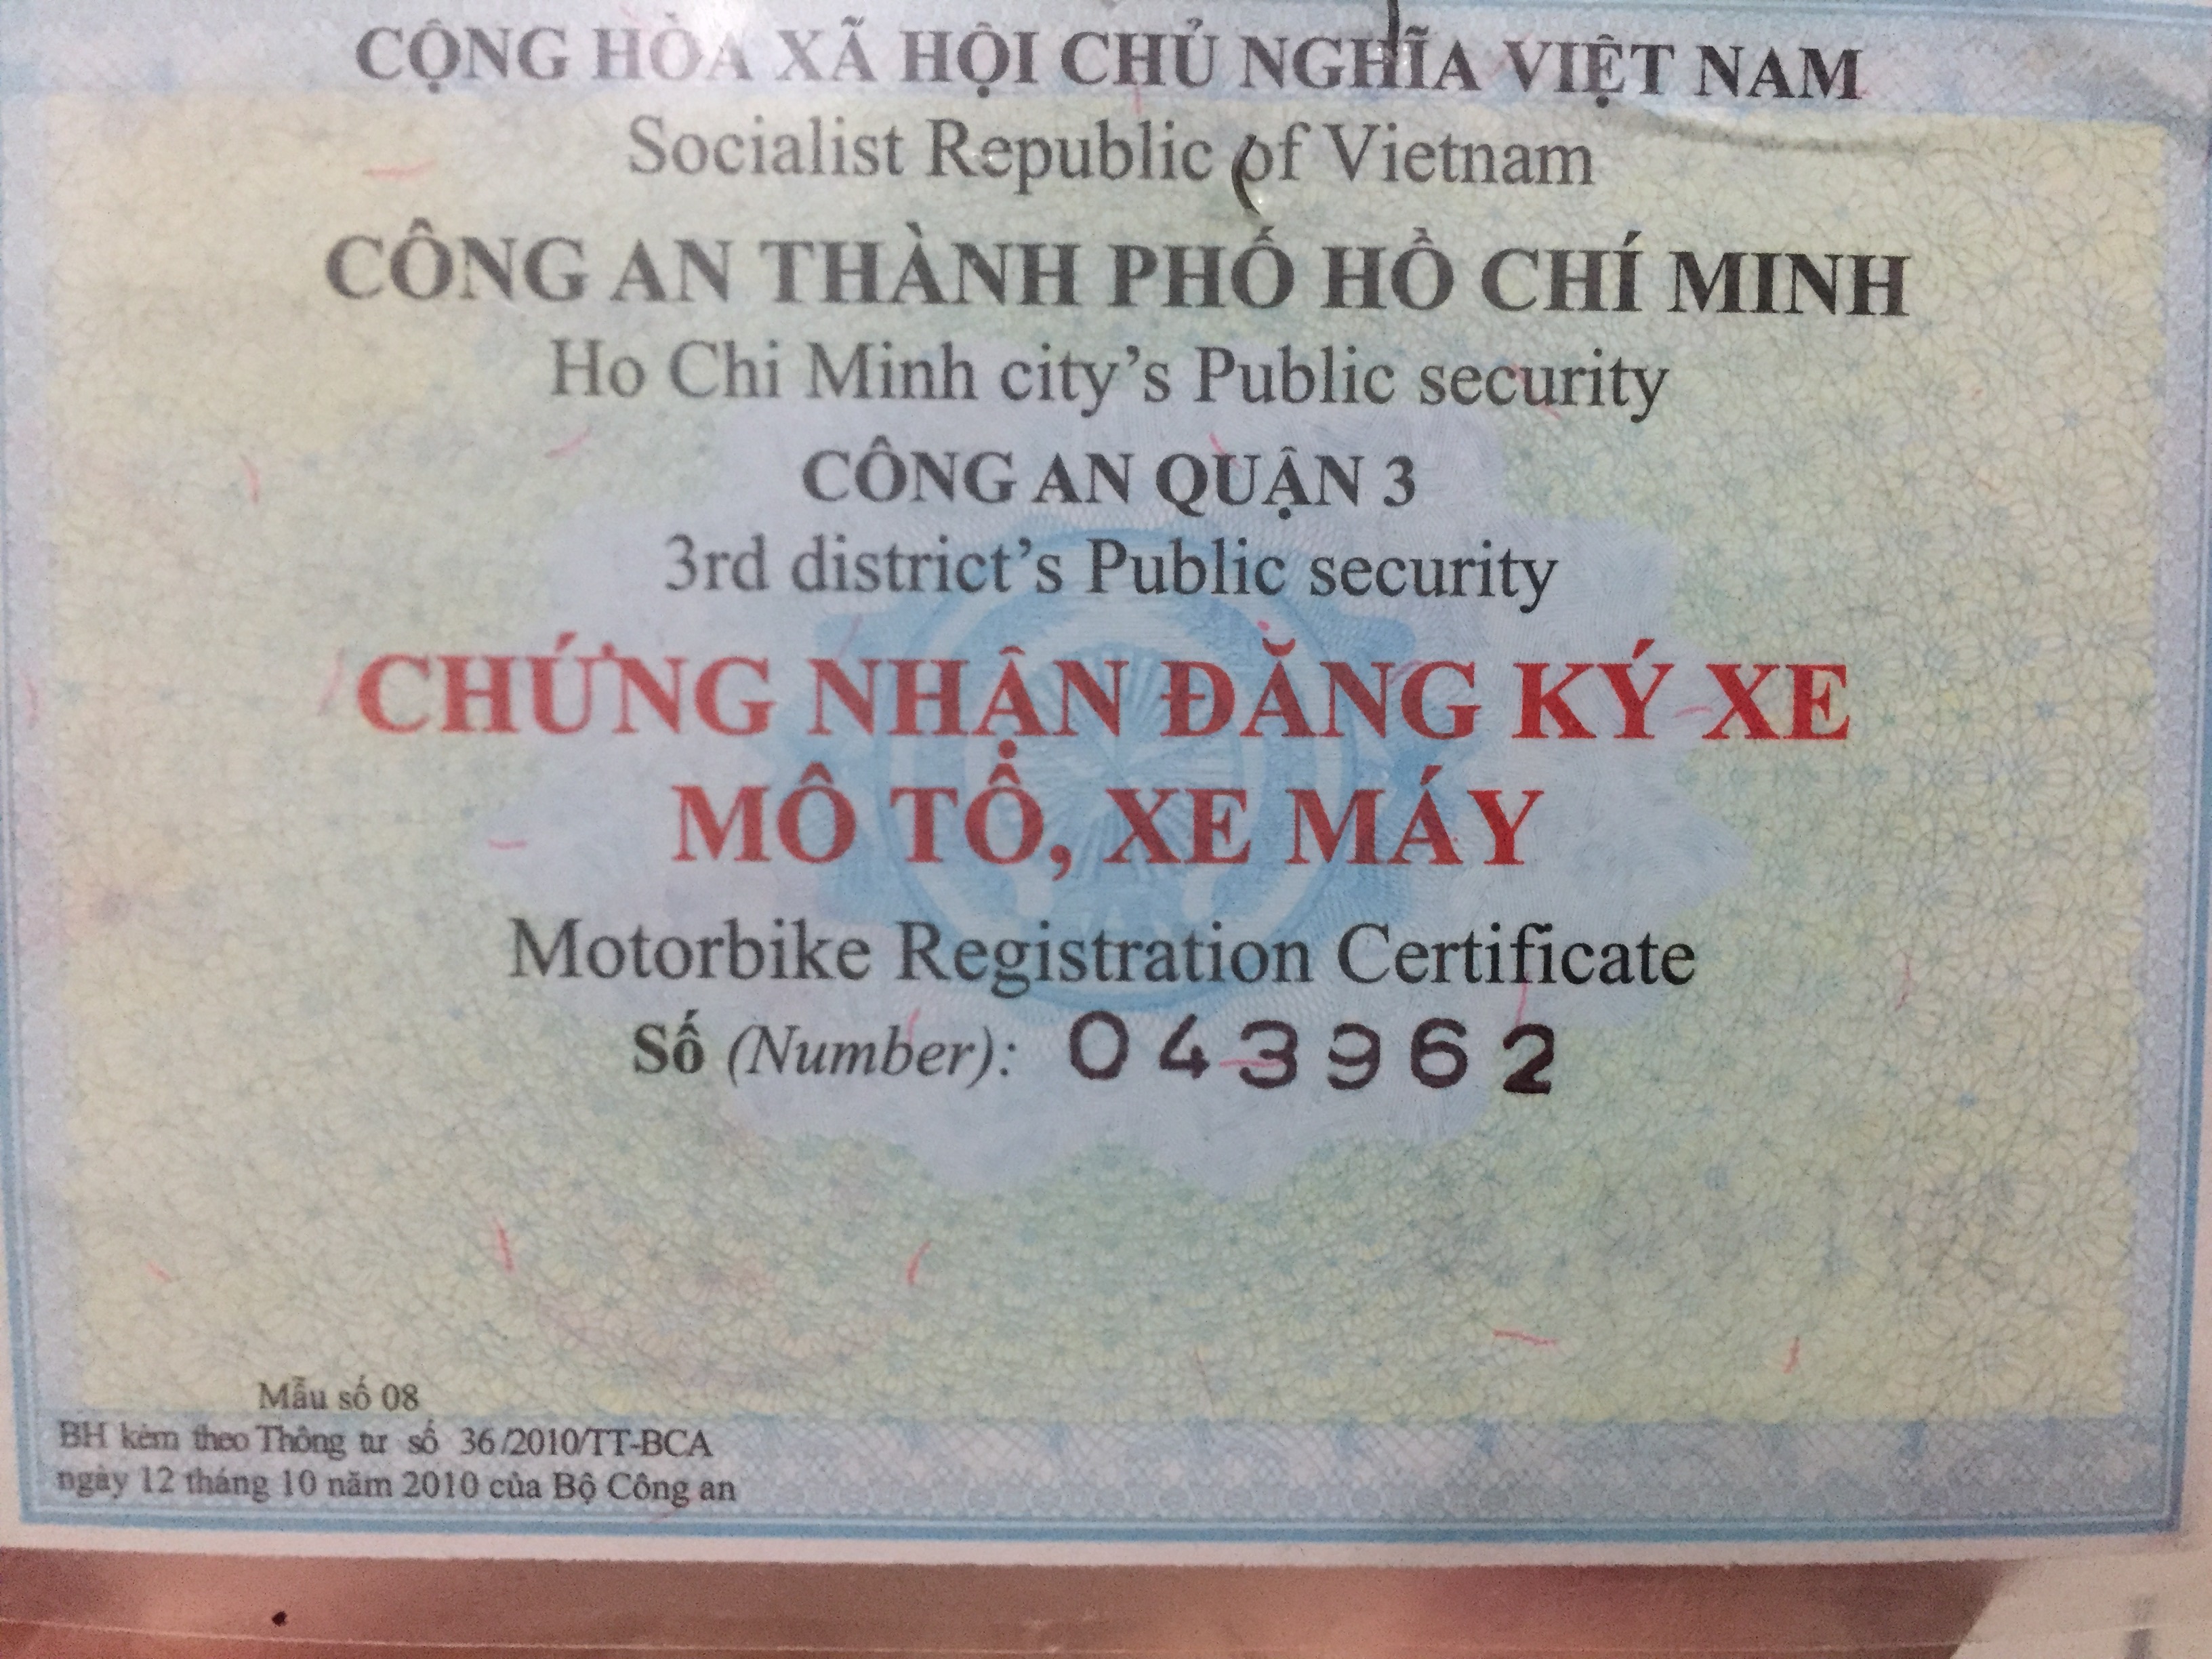 CỘNG HÒA XÃ HỘI CHỦ NGHĨA VIỆT NAM
Socialist Republic of Vietnam
CÔNG AN THÀNH PHỐ HỒ CHÍ MINH
Ho Chi Minh city’s Public security
CÔNG AN QUẬN 3
3rd district’s Public security
CHỨNG NHẬN ĐĂNG KÝ XE
MÔ TÔ, XE MÁY
Motorbike Registration Certificate
Số (Number): 043962
Mẫu số 08
BH kèm theo Thông tư số 36/2010/TT-BCA
ngày 12 tháng 10 năm 2010 của Bộ Công an